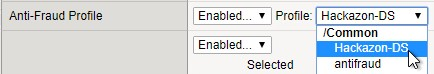 Anti-Fraud Profile Enabled... Profile: Hackazon-DS
/Common
Hackazon-DS
Enabled... antifraud
Selected